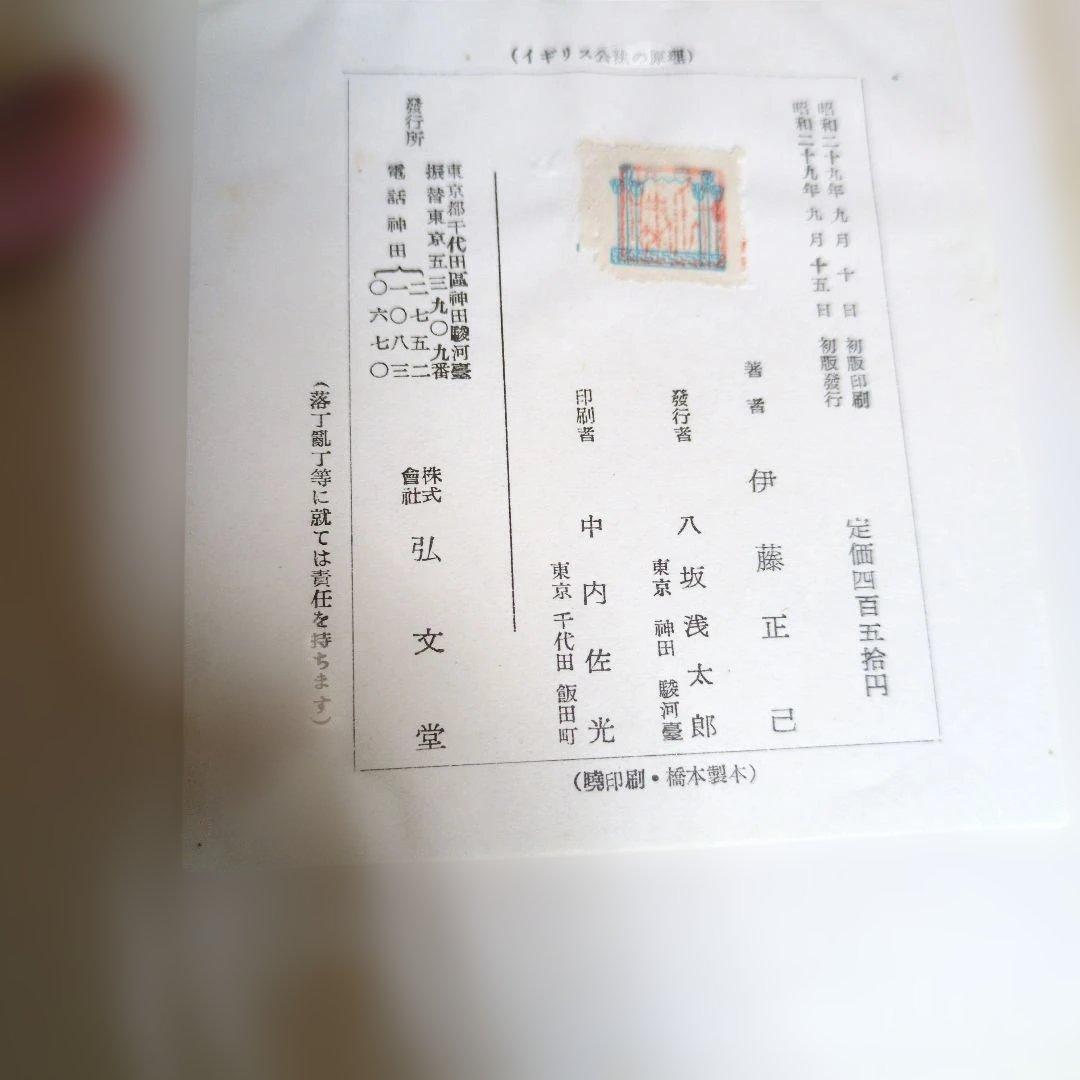 (イギリス公法の原理)
昭和二十九年九月十日 初版印刷
昭和二十九年九月十五日 初版發行
定価四百五拾円
著者 伊藤正己
發行者 八坂浅太郎
東京 神田 駿河臺
印刷者 中内佐光
東京 千代田 飯田町
發行所
東京都千代田區神田駿河臺
振替東京五三九〇九番
電話神田
二七五二
一〇八三
〇六七〇
株式會社 弘文堂
(落丁亂丁等に就ては責任を持ちます)
(曉印刷・橋本製本)